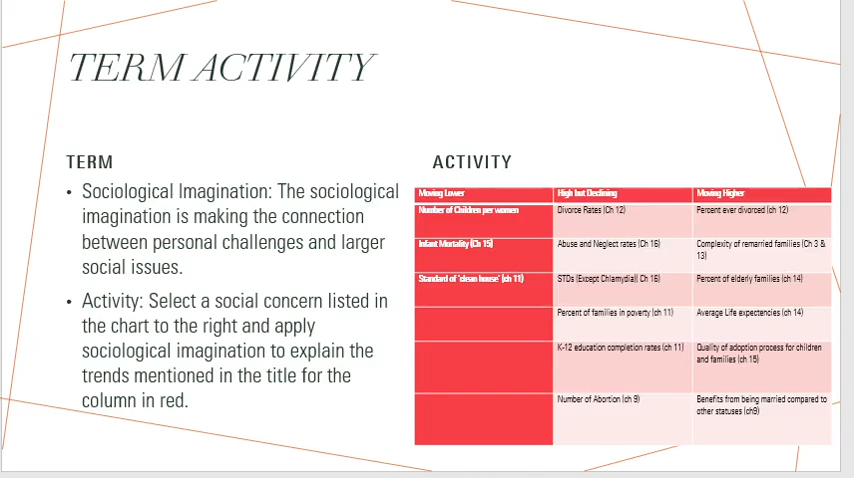 TERM ACTIVITY
TERM
• Sociological Imagination: The sociological
imagination is making the connection
between personal challenges and larger
social issues.
• Activity: Select a social concern listed in
the chart to the right and apply
sociological imagination to explain the
trends mentioned in the title for the
column in red.
ACTIVITY
Moving Lower High but Declining Moving Higher
Number of Children per women Divorce Rates (Ch 12) Percent ever divorced (ch 12)
Infant Mortality (Ch 15) Abuse and Neglect rates (Ch 16) Complexity of remarried families (Ch 3 &
13)
Standard of "clean house" (ch 11) STDs (Except Chlamydia)( Ch 16) Percent of elderly families (ch 14)
Percent of families in poverty (ch 11) Average Life expectencies (ch 14)
K-12 education completion rates (ch 11) Quality of adoption process for children
and families (ch 15)
Number of Abortion (ch 9) Benefits from being married compared to
other statuses (ch9)